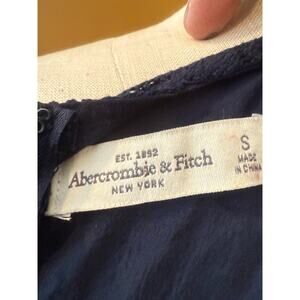 EST. 1892
Abercrombie & Fitch
NEW YORK
S
MADE
IN CHINA